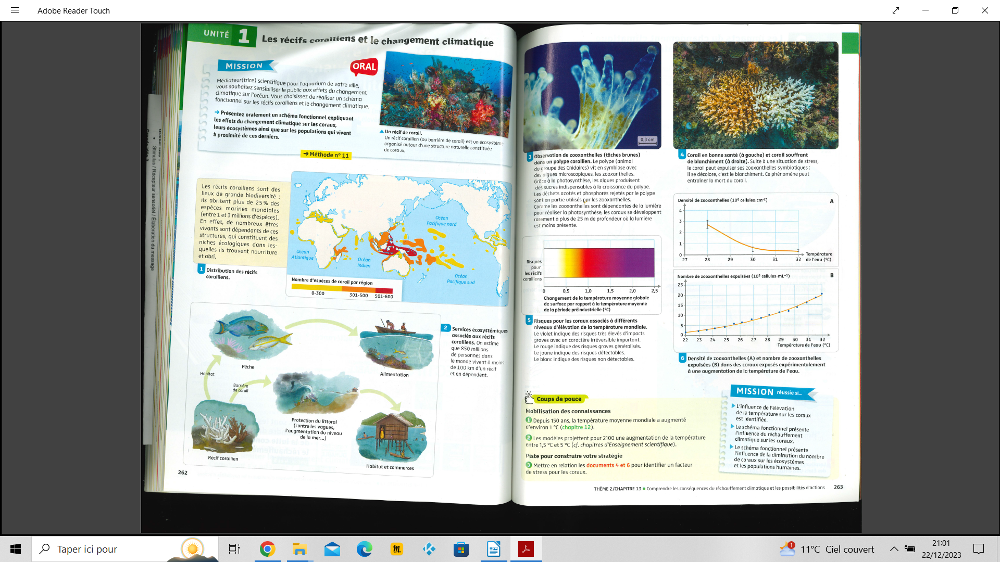 Adobe Reader Touch
UNITÉ 1 Les récifs coralliens et le changement climatique
MISSION
ORAL
Médiateur(trice) scientifique pour l'aquarium de votre ville,
vous souhaitez sensibiliser le public aux effets du changement
climatique sur l'océan. Vous choisissez de réaliser un schéma
fonctionnel sur les récifs coralliens et le changement climatique.
➜ Présentez oralement un schéma fonctionnel expliquant
les effets du changement climatique sur les coraux,
leurs écosystèmes ainsi que sur les populations qui vivent
à proximité de ces derniers.
➜ Méthode n° 11
▲ Un récif de corail.
Un récif corallien (ou barrière de corail) est un écosystème
organisé autour d'une structure naturelle constituée
de coraux.
Les récifs coralliens sont des
lieux de grande biodiversité :
ils abritent plus de 25 % des
espèces marines mondiales
(entre 1 et 3 millions d'espèces).
En effet, de nombreux êtres
vivants sont dépendants de ces
structures, qui constituent des
niches écologiques dans les-
quelles ils trouvent nourriture
et abri.
1 Distribution des récifs
coralliens.
Océan
Pacifique nord
Océan
Atlantique
Océan
Indien
Océan
Pacifique sud
Nombre d'espèces de corail par région
0-300 301-500 501-600
Pêche
Alimentation
Habitat
Barrière
de corail
Protection du littoral
(contre les vagues,
l'augmentation du niveau
de la mer...)
Récif corallien
Habitat et commerces
2 Services écosystémiques
associés aux récifs
coralliens. On estime
que 850 millions
de personnes dans
le monde vivent à moins
de 100 km d'un récif
et en dépendent.
262
Stimulus / Récepteur sensoriel / Élaboration du message
0,3 cm
3 Observation de zooxanthelles (tâches brunes)
dans un polype corallien. Le polype (animal
du groupe des Cnidaires) vit en symbiose avec
des algues microscopiques, les zooxanthelles.
Grâce à la photosynthèse, les algues produisent
des sucres indispensables à la croissance du polype.
Les déchets azotés et phosphorés rejetés par le polype
sont en partie utilisés par les zooxanthelles.
Comme les zooxanthelles sont dépendantes de la lumière
pour réaliser la photosynthèse, les coraux se développent
rarement à plus de 25 m de profondeur où la lumière
est moins présente.
4 Corail en bonne santé (à gauche) et corail souffrant
de blanchiment (à droite). Suite à une situation de stress,
le corail peut expulser ses zooxanthelles symbiotiques :
il se décolore, c'est le blanchiment. Ce phénomène peut
entraîner la mort du corail.
Risques
pour
les récifs
coralliens
0 0,5 1,0 1,5 2,0 2,5
Changement de la température moyenne globale
de surface par rapport à la température moyenne
de la période préindustrielle (°C)
5 Risques pour les coraux associés à différents
niveaux d'élévation de la température mondiale.
Le violet indique des risques très élevés d'impacts
graves avec un caractère irréversible important.
Le rouge indique des risques graves généralisés.
Le jaune indique des risques détectables.
Le blanc indique des risques non détectables.
Densité de zooxanthelles (10⁶ cellules.cm⁻²) A
4
3
2
1
0
27 28 29 30 31 32 Température
de l'eau (°C)
Nombre de zooxanthelles expulsées (10³ cellules.mL⁻¹) B
25
20
15
10
5
0
22 23 24 25 26 27 28 29 30 31 32
Température de l'eau (°C)
6 Densité de zooxanthelles (A) et nombre de zooxanthelles
expulsées (B) dans des coraux exposés expérimentalement
à une augmentation de la température de l'eau.
Coups de pouce
Mobilisation des connaissances
1 Depuis 150 ans, la température moyenne mondiale a augmenté
d'environ 1 °C (chapitre 12).
2 Les modèles projettent pour 2100 une augmentation de la température
entre 1,5 °C et 5 °C (cf. chapitres d'Enseignement scientifique).
Piste pour construire votre stratégie
3 Mettre en relation les documents 4 et 6 pour identifier un facteur
de stress pour les coraux.
MISSION réussie si...
▶ L'influence de l'élévation
de la température sur les coraux
est identifiée.
▶ Le schéma fonctionnel présente
l'influence du réchauffement
climatique sur les coraux.
▶ Le schéma fonctionnel présente
l'influence de la diminution du nombre
de coraux sur les écosystèmes
et les populations humaines.
THÈME 2/CHAPITRE 13 ● Comprendre les conséquences du réchauffement climatique et les possibilités d'actions 263
Taper ici pour
1
11°C Ciel couvert
21:01
22/12/2023